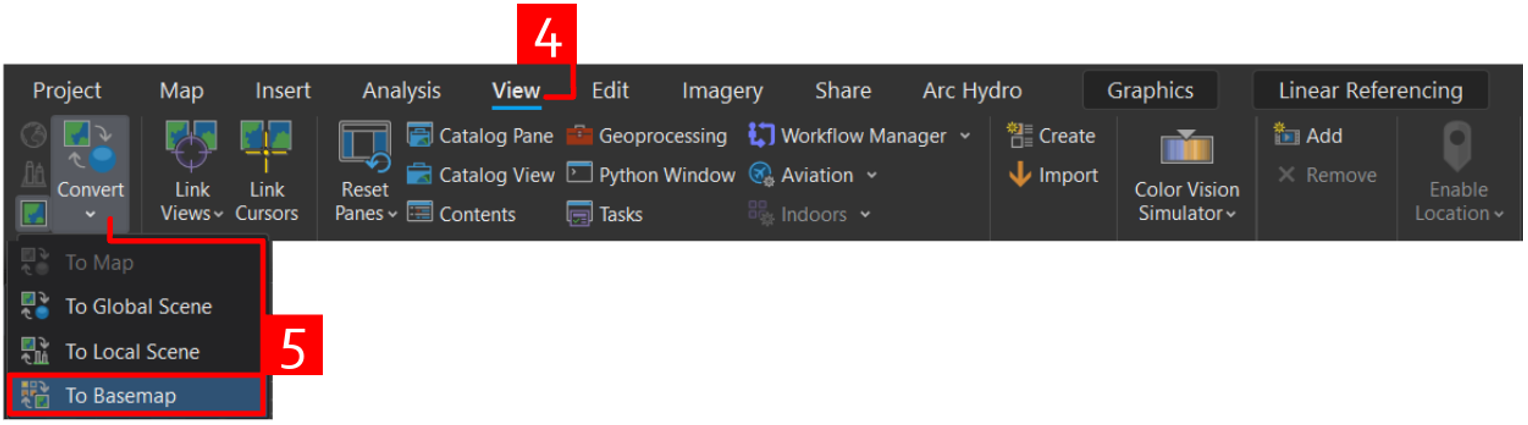 4
Project Map Insert Analysis View Edit Imagery Share Arc Hydro Graphics Linear Referencing
Convert
Link
Views
Link
Cursors
Reset
Panes
Catalog Pane
Catalog View
Contents
Geoprocessing
Python Window
Tasks
Workflow Manager
Aviation
Indoors
Create
Import
Color Vision
Simulator
Add
Remove
Enable
Location
To Map
To Global Scene
To Local Scene
5
To Basemap